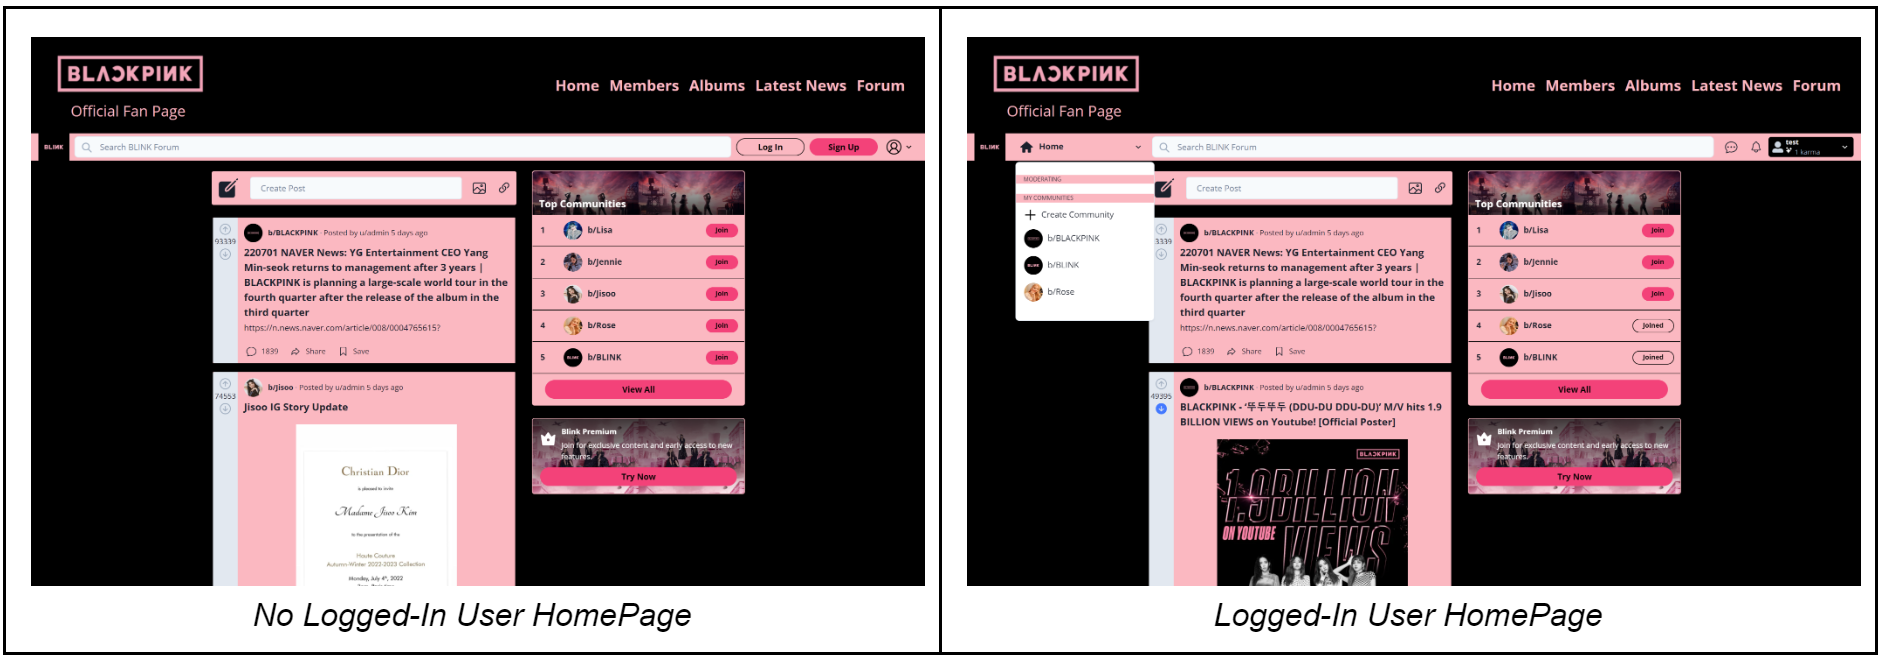 BLACKPINK
Official Fan Page
Home Members Albums Latest News Forum
BLINK
Search BLINK Forum
Log In
Sign Up
Create Post
93339
b/BLACKPINK · Posted by u/admin 5 days ago
220701 NAVER News: YG Entertainment CEO Yang
Min-seok returns to management after 3 years |
BLACKPINK is planning a large-scale world tour in the
fourth quarter after the release of the album in the
third quarter
https://n.news.naver.com/article/008/0004765615?
1839 Share Save
74553
b/Jisoo · Posted by u/admin 5 days ago
Jisoo IG Story Update
Christian Dior
is pleased to invite
Madame Jisoo Kim
to the presentation of the
Haute Couture
Autumn-Winter 2022-2023 Collection
Monday, July 4th, 2022
Top Communities
1 b/Lisa Join
2 b/Jennie Join
3 b/Jisoo Join
4 b/Rose Join
5 b/BLINK Join
View All
Blink Premium
Join for exclusive content and early access to new
features.
Try Now
No Logged-In User HomePage
BLACKPINK
Official Fan Page
Home Members Albums Latest News Forum
BLINK
Home
Search BLINK Forum
test
1 karma
MODERATING
MY COMMUNITIES
Create Community
b/BLACKPINK
b/BLINK
b/Rose
Create Post
3339
b/BLACKPINK · Posted by u/admin 5 days ago
220701 NAVER News: YG Entertainment CEO Yang
Min-seok returns to management after 3 years |
BLACKPINK is planning a large-scale world tour in the
fourth quarter after the release of the album in the
third quarter
https://n.news.naver.com/article/008/0004765615?
1839 Share Save
49395
b/BLACKPINK · Posted by u/admin 5 days ago
BLACKPINK - ‘뚜두뚜두 (DDU-DU DDU-DU)’ M/V hits 1.9
BILLION VIEWS on Youtube! [Official Poster]
BLACKPINK
1.9BILLION
ON YOUTUBE
VIEWS
Top Communities
1 b/Lisa Join
2 b/Jennie Join
3 b/Jisoo Join
4 b/Rose Joined
5 b/BLINK Joined
View All
Blink Premium
Join for exclusive content and early access to new
features.
Try Now
Logged-In User HomePage